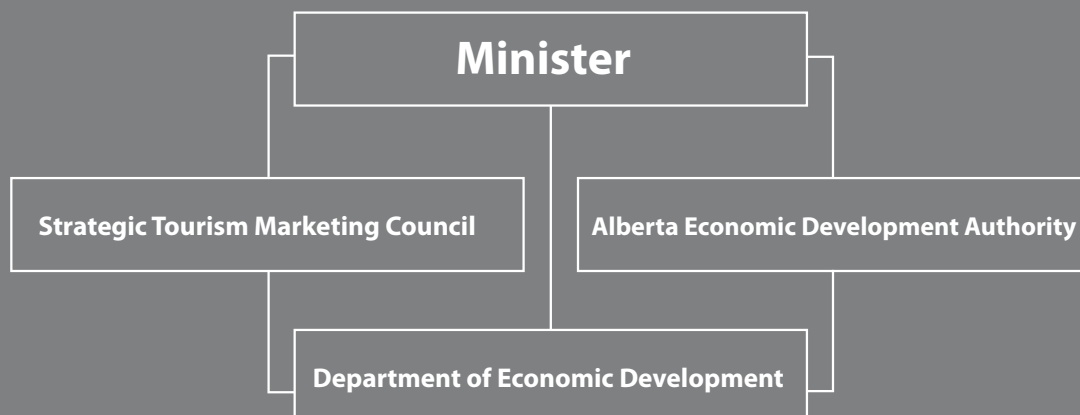 Minister
Strategic Tourism Marketing Council
Alberta Economic Development Authority
Department of Economic Development